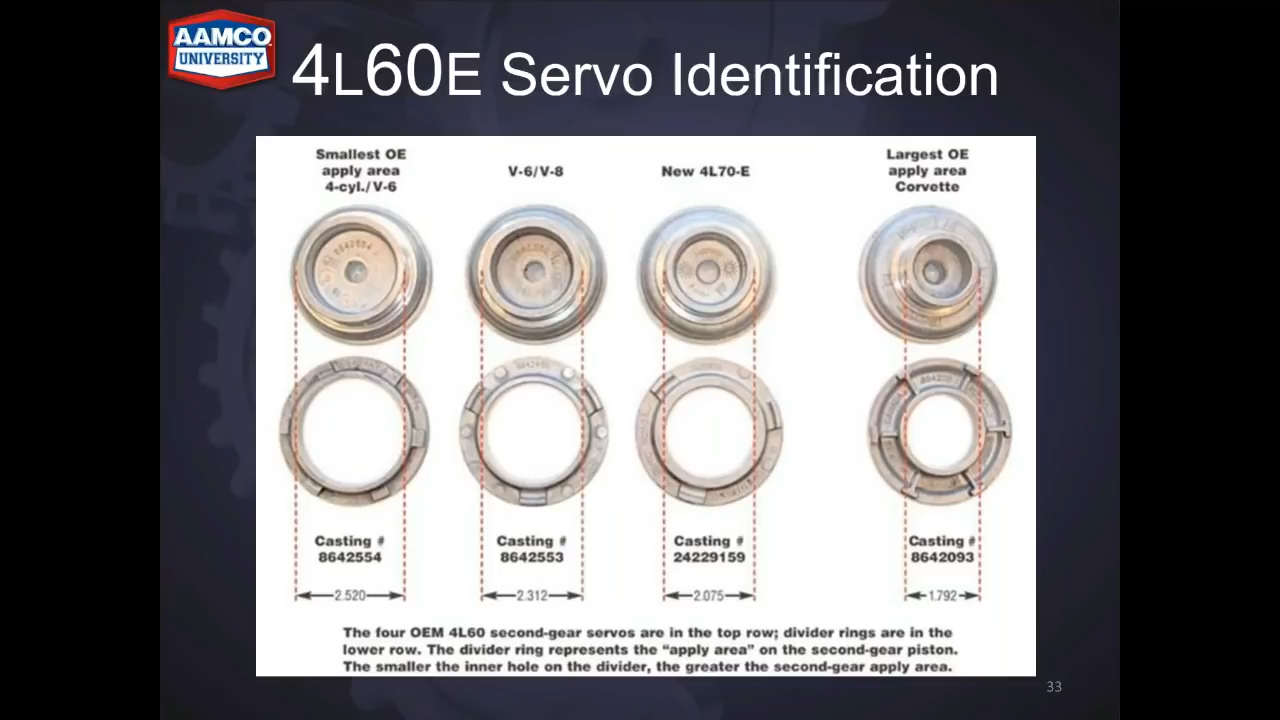 AAMCO
UNIVERSITY
4L60E Servo Identification
Smallest OE
apply area
4-cyl./V-6
V-6/V-8
New 4L70-E
Largest OE
apply area
Corvette
Casting #
8642554
Casting #
8642553
Casting #
24229159
Casting #
8642093
2.520
2.312
2.075
1.792
The four OEM 4L60 second-gear servos are in the top row; divider rings are in the
lower row. The divider ring represents the “apply area” on the second-gear piston.
The smaller the inner hole on the divider, the greater the second-gear apply area.
33